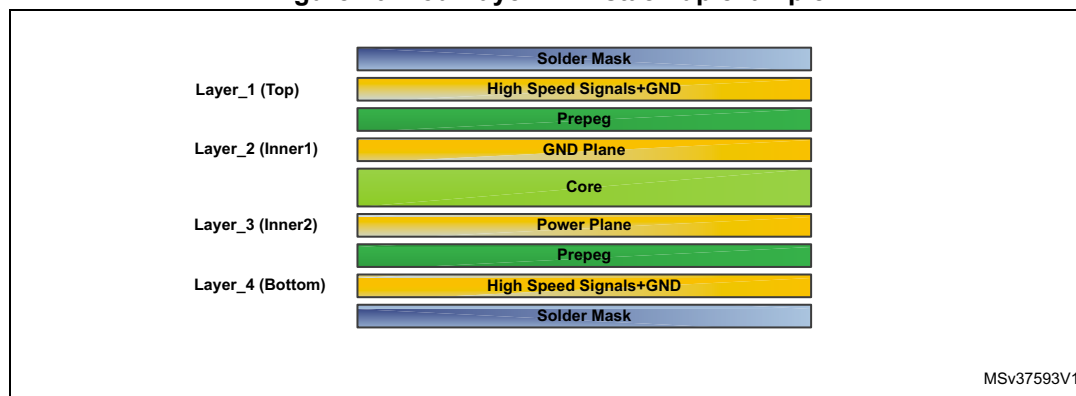 Solder Mask
Layer_1 (Top) High Speed Signals+GND
Prepeg
Layer_2 (Inner1) GND Plane
Core
Layer_3 (Inner2) Power Plane
Prepeg
Layer_4 (Bottom) High Speed Signals+GND
Solder Mask
MSv37593V1